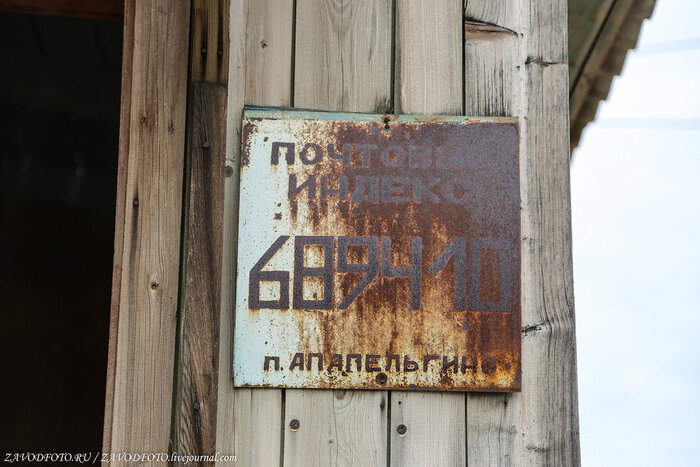 ПОЧТОВЫЙ
ИНДЕКС
689410
п. АПАПЕЛЬГИНО
ZAVODFOTO.RU / ZAVODFOTO.livejournal.com